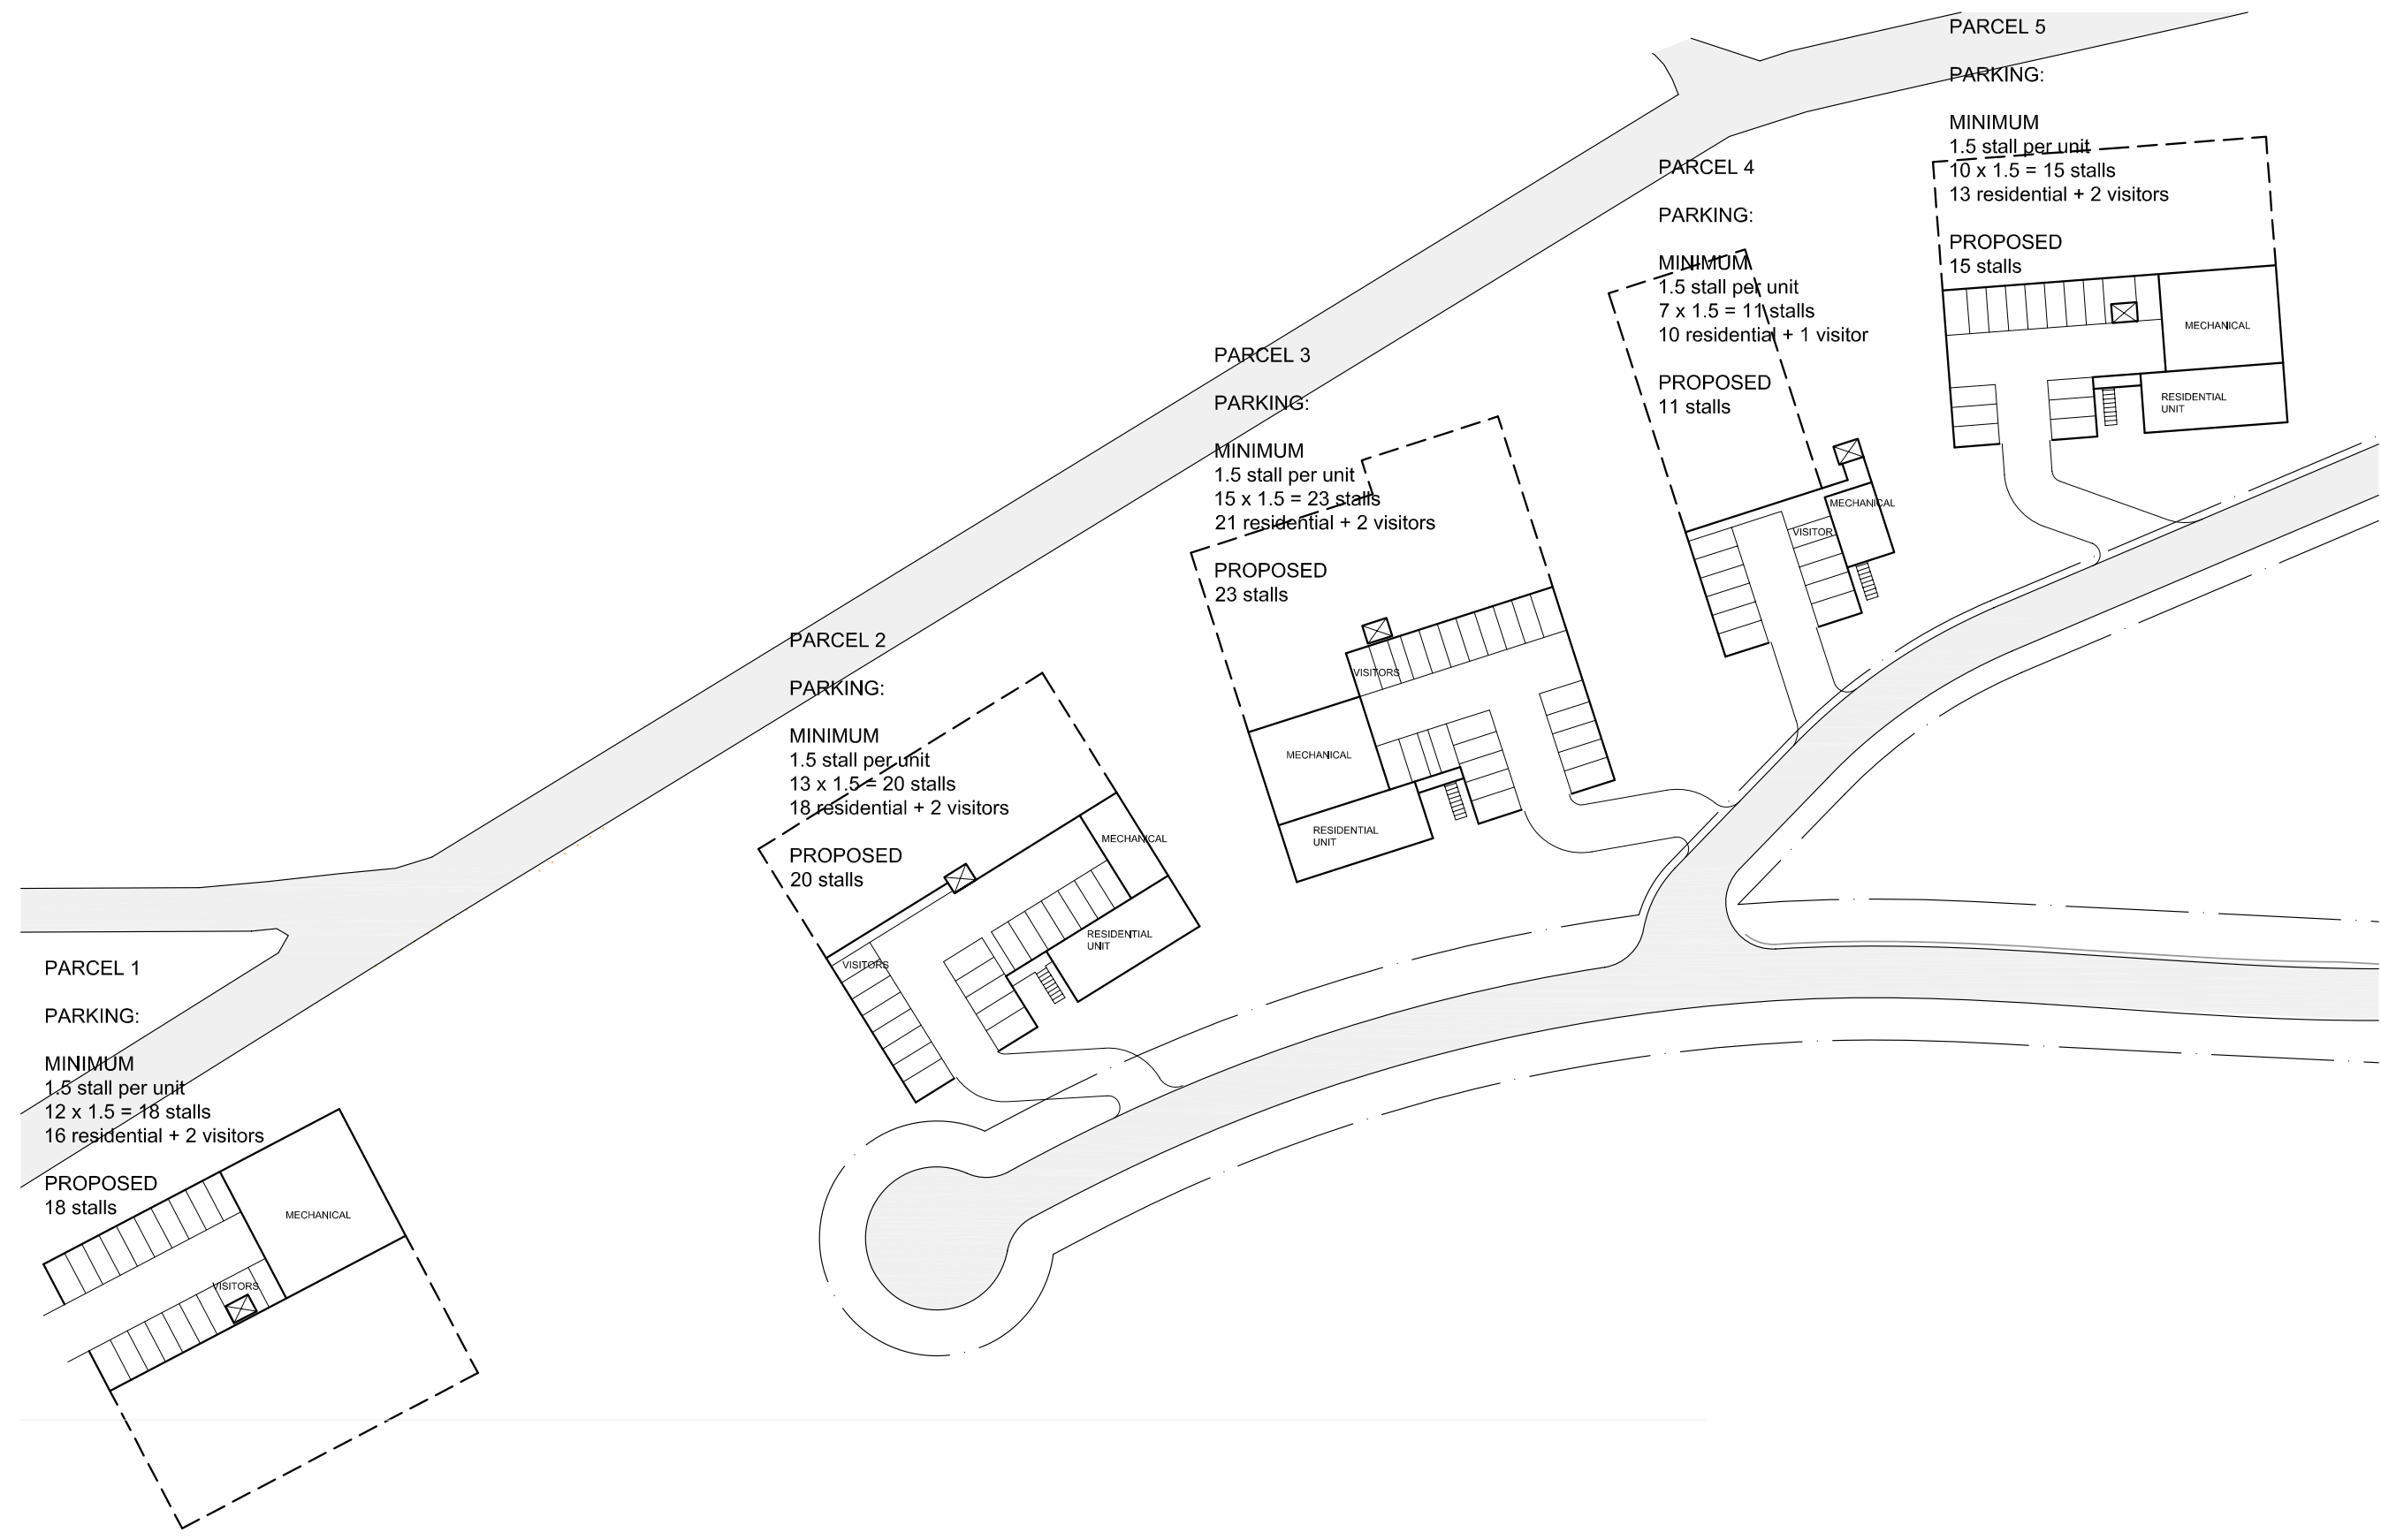 PARCEL 1
PARKING:
MINIMUM
1.5 stall per unit
12 x 1.5 = 18 stalls
16 residential + 2 visitors
PROPOSED
18 stalls
MECHANICAL
VISITORS
PARCEL 2
PARKING:
MINIMUM
1.5 stall per unit
13 x 1.5 = 20 stalls
18 residential + 2 visitors
PROPOSED
20 stalls
MECHANICAL
RESIDENTIAL
UNIT
VISITORS
PARCEL 3
PARKING:
MINIMUM
1.5 stall per unit
15 x 1.5 = 23 stalls
21 residential + 2 visitors
PROPOSED
23 stalls
VISITORS
MECHANICAL
RESIDENTIAL
UNIT
PARCEL 4
PARKING:
MINIMUM
1.5 stall per unit
7 x 1.5 = 11 stalls
10 residential + 1 visitor
PROPOSED
11 stalls
MECHANICAL
VISITOR
PARCEL 5
PARKING:
MINIMUM
1.5 stall per unit
10 x 1.5 = 15 stalls
13 residential + 2 visitors
PROPOSED
15 stalls
MECHANICAL
RESIDENTIAL
UNIT